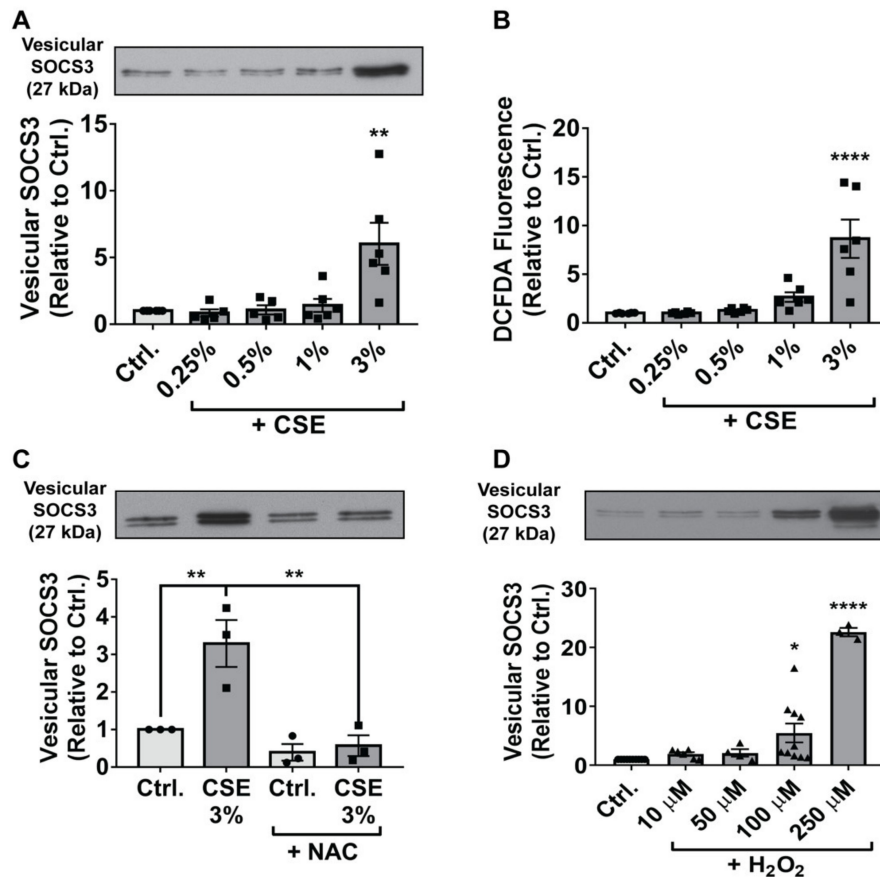 A
Vesicular
SOCS3
(27 kDa)
Vesicular SOCS3
(Relative to Ctrl.)
15
10
5
0
**
Ctrl.
0.25%
0.5%
1%
3%
+ CSE
B
DCFDA Fluorescence
(Relative to Ctrl.)
20
15
10
5
0
****
Ctrl.
0.25%
0.5%
1%
3%
+ CSE
C
Vesicular
SOCS3
(27 kDa)
Vesicular SOCS3
(Relative to Ctrl.)
5
4
3
2
1
0
**
**
Ctrl.
CSE
3%
Ctrl.
CSE
3%
+ NAC
D
Vesicular
SOCS3
(27 kDa)
Vesicular SOCS3
(Relative to Ctrl.)
30
20
10
0
*
****
Ctrl.
10 μM
50 μM
100 μM
250 μM
+ H₂O₂